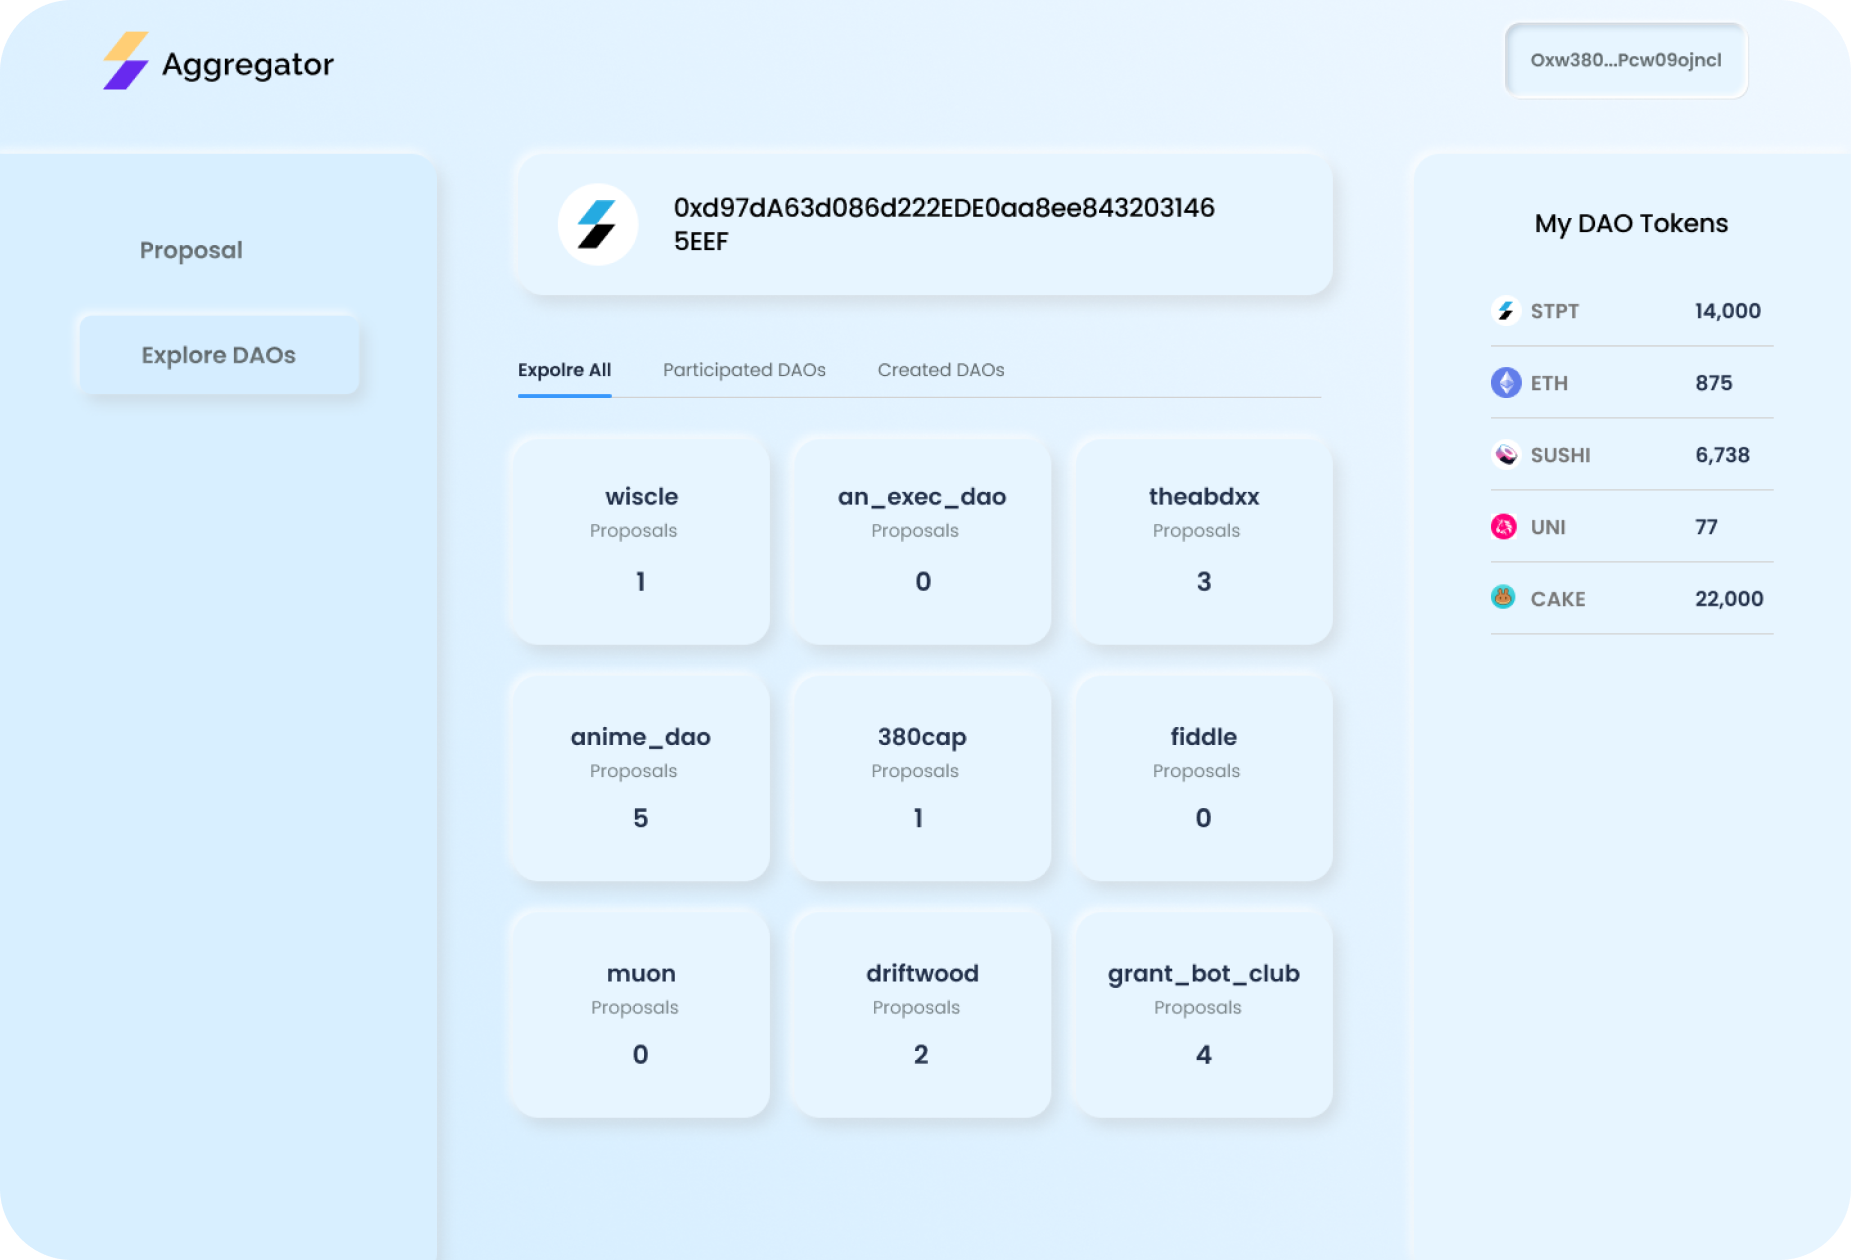 Aggregator
Oxw380...Pcw09ojncl
Proposal
Explore DAOs
0xd97dA63d086d222EDE0aa8ee843203146
5EEF
Expolre All Participated DAOs Created DAOs
wiscle
Proposals
1
an_exec_dao
Proposals
0
theabdxx
Proposals
3
anime_dao
Proposals
5
380cap
Proposals
1
fiddle
Proposals
0
muon
Proposals
0
driftwood
Proposals
2
grant_bot_club
Proposals
4
My DAO Tokens
STPT 14,000
ETH 875
SUSHI 6,738
UNI 77
CAKE 22,000